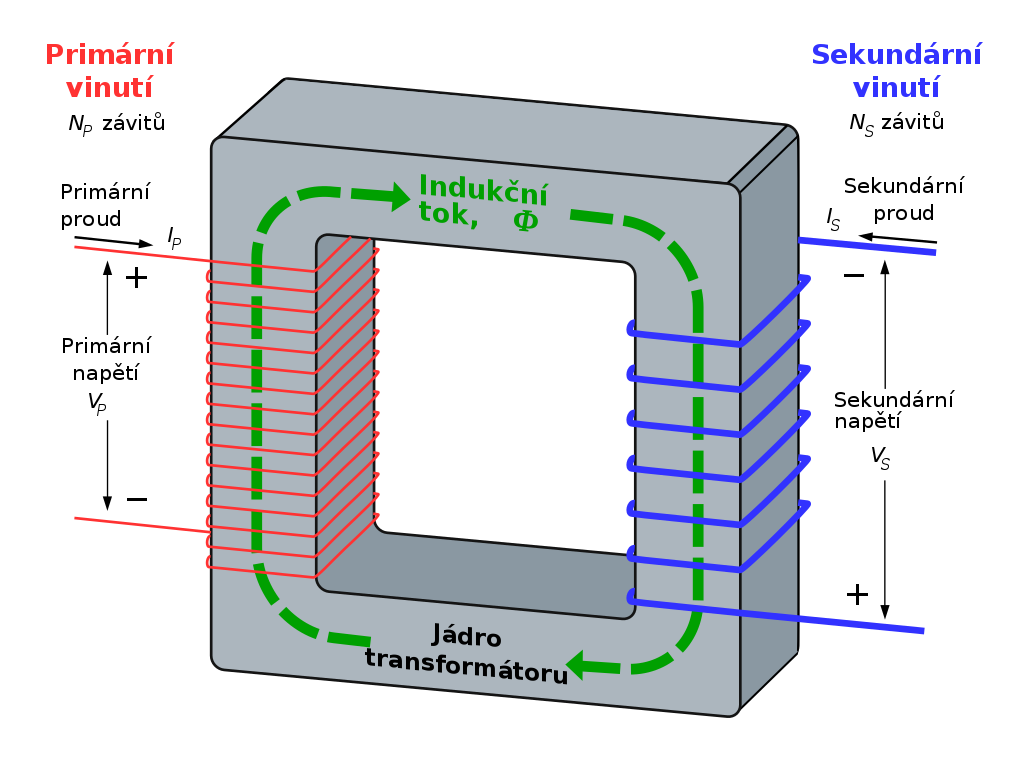 Primární
vinutí
N_P závitů
Primární
proud
I_P
+
Primární
napětí
V_P
−
Indukční
tok, Φ
Jádro
transformátoru
Sekundární
vinutí
N_S závitů
Sekundární
proud
I_S
−
Sekundární
napětí
V_S
+